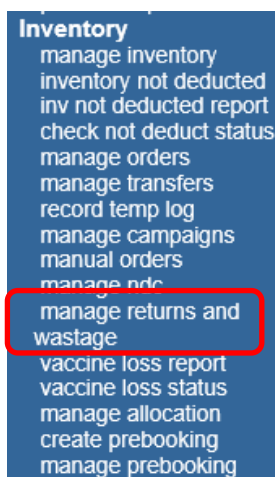 Inventory
manage inventory
inventory not deducted
inv not deducted report
check not deduct status
manage orders
manage transfers
record temp log
manage campaigns
manual orders
manage ndc
manage returns and
wastage
vaccine loss report
vaccine loss status
manage allocation
create prebooking
manage prebooking